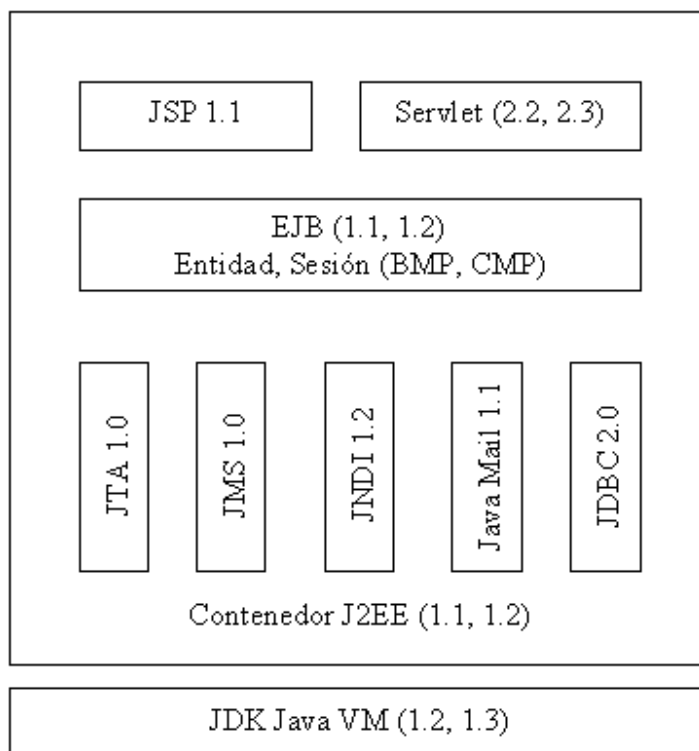 JSP 1.1
Servlet (2.2, 2.3)
EJB (1.1, 1.2)
Entidad, Sesión (BMP, CMP)
JTA 1.0
JMS 1.0
JNDI 1.2
Java Mail 1.1
JDBC 2.0
Contenedor J2EE (1.1, 1.2)
JDK Java VM (1.2, 1.3)